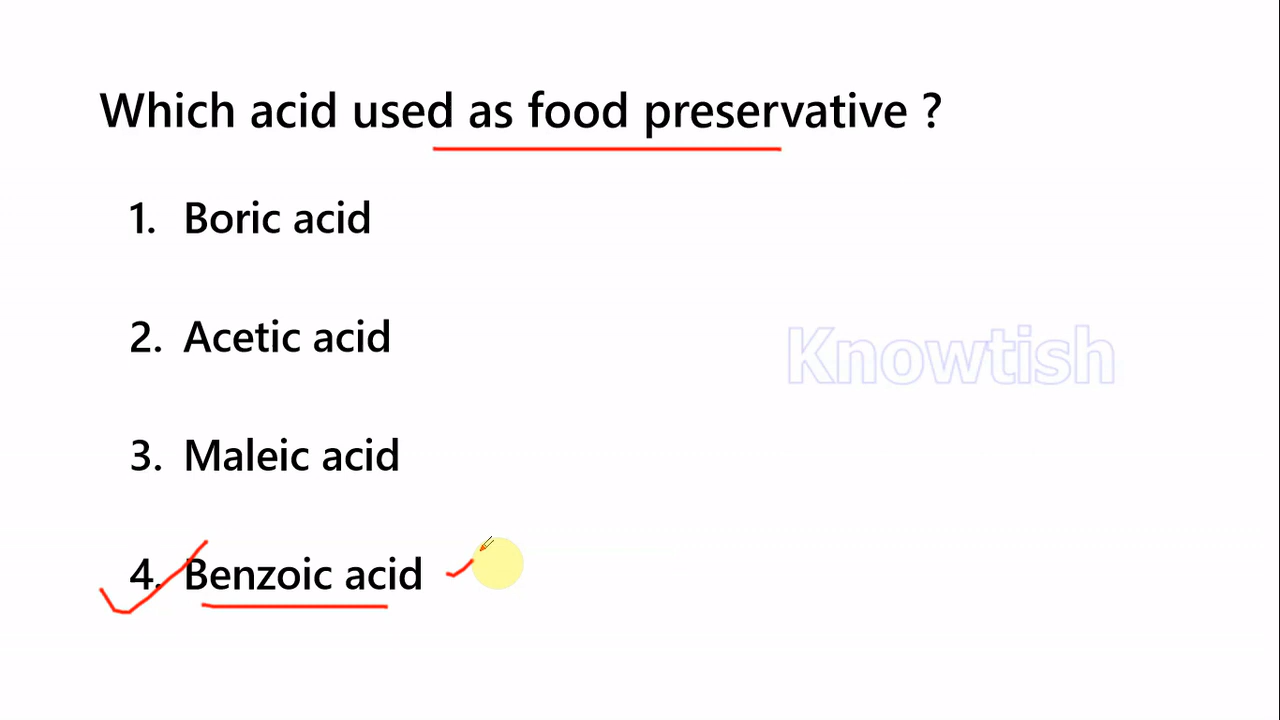 Which acid used as food preservative ?
1. Boric acid
2. Acetic acid
Knowtish
3. Maleic acid
4. Benzoic acid